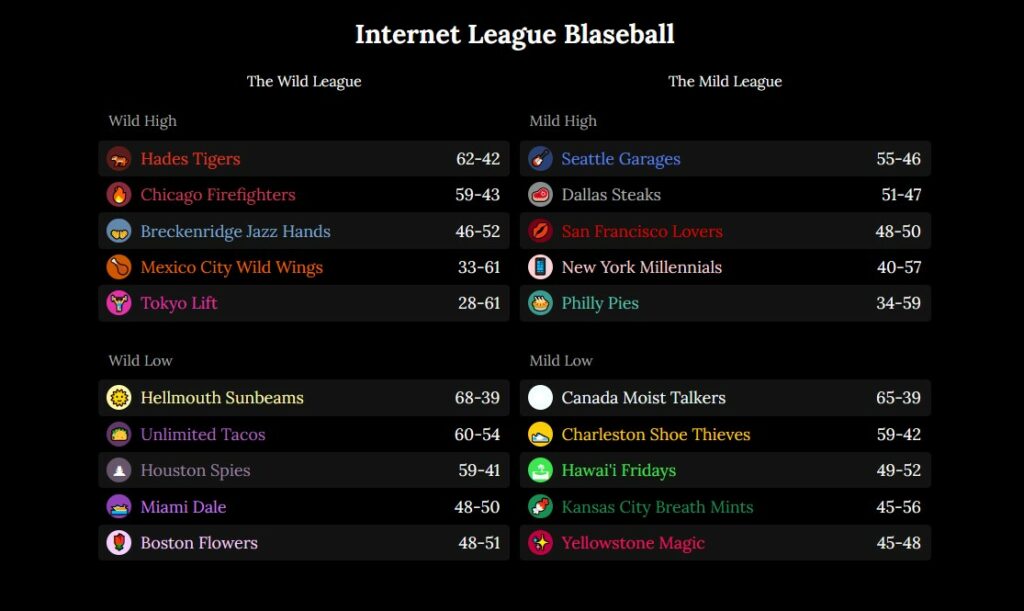 Internet League Blaseball
The Wild League
Wild High
Hades Tigers 62-42
Chicago Firefighters 59-43
Breckenridge Jazz Hands 46-52
Mexico City Wild Wings 33-61
Tokyo Lift 28-61
Wild Low
Hellmouth Sunbeams 68-39
Unlimited Tacos 60-54
Houston Spies 59-41
Miami Dale 48-50
Boston Flowers 48-51
The Mild League
Mild High
Seattle Garages 55-46
Dallas Steaks 51-47
San Francisco Lovers 48-50
New York Millennials 40-57
Philly Pies 34-59
Mild Low
Canada Moist Talkers 65-39
Charleston Shoe Thieves 59-42
Hawai'i Fridays 49-52
Kansas City Breath Mints 45-56
Yellowstone Magic 45-48